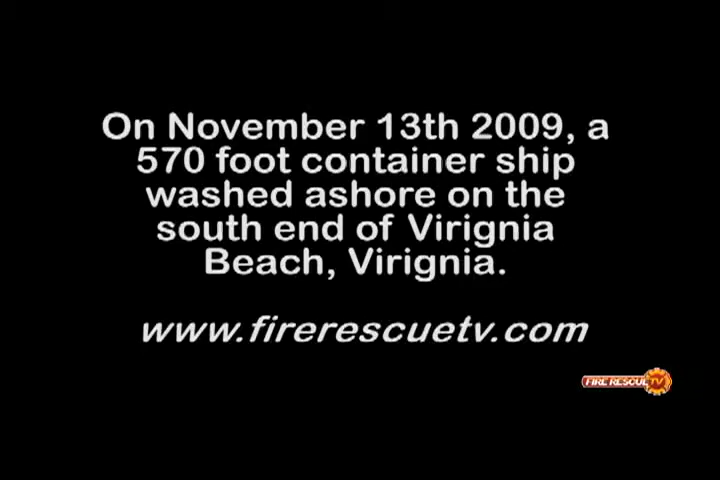 On November 13th 2009, a
570 foot container ship
washed ashore on the
south end of Virignia
Beach, Virignia.
www.firerescuetv.com
FIRE RESCUE TV